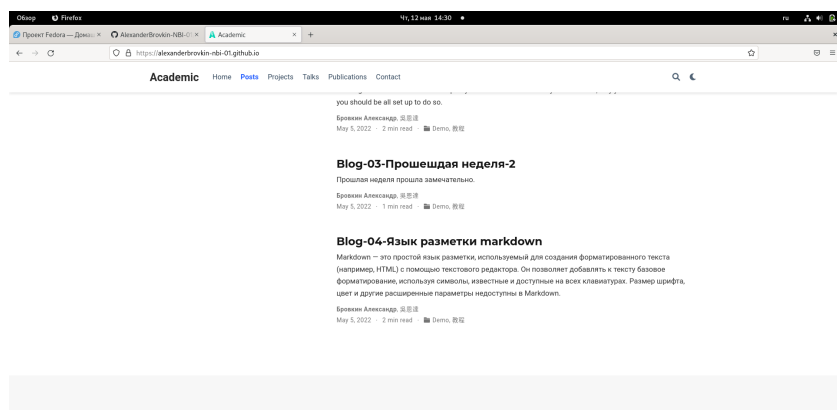 Обзор Firefox Чт, 12 мая 14:30 ru
Проект Fedora — Домаш × AlexanderBrovkin-NBI-01 × Academic × +
https://alexanderbrovkin-nbi-01.github.io
Academic Home Posts Projects Talks Publications Contact
you should be all set up to do so.
Бровкин Александр, 吳恩達
May 5, 2022 · 2 min read · Demo, 教程
Blog-03-Прошешдая неделя-2
Прошлая неделя прошла замечательно.
Бровкин Александр, 吳恩達
May 5, 2022 · 1 min read · Demo, 教程
Blog-04-Язык разметки markdown
Markdown — это простой язык разметки, используемый для создания форматированного текста
(например, HTML) с помощью текстового редактора. Он позволяет добавлять к тексту базовое
форматирование, используя символы, известные и доступные на всех клавиатурах. Размер шрифта,
цвет и другие расширенные параметры недоступны в Markdown.
Бровкин Александр, 吳恩達
May 5, 2022 · 2 min read · Demo, 教程